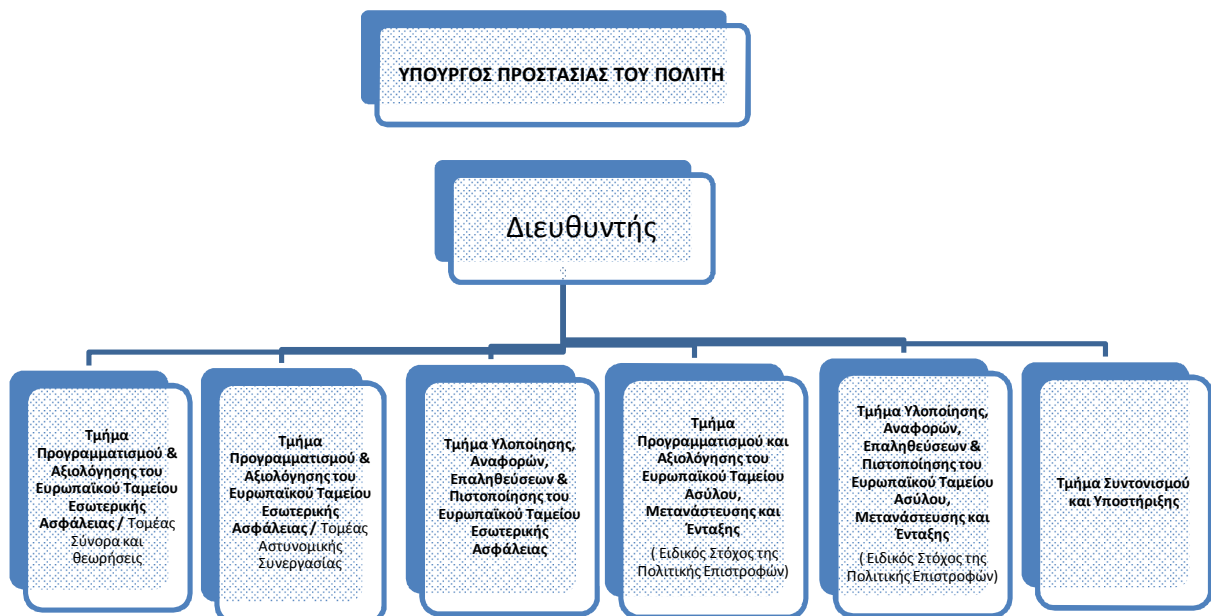 ΥΠΟΥΡΓΟΣ ΠΡΟΣΤΑΣΙΑΣ ΤΟΥ ΠΟΛΙΤΗ
Διευθυντής
Τμήμα
Προγραμματισμού &
Αξιολόγησης του
Ευρωπαϊκού Ταμείου
Εσωτερικής
Ασφάλειας / Τομέας
Σύνορα και
θεωρήσεις
Τμήμα
Προγραμματισμού &
Αξιολόγησης του
Ευρωπαϊκού Ταμείου
Εσωτερικής
Ασφάλειας / Τομέας
Αστυνομικής
Συνεργασίας
Τμήμα Υλοποίησης,
Αναφορών,
Επαληθεύσεων &
Πιστοποίησης του
Ευρωπαϊκού Ταμείου
Εσωτερικής
Ασφάλειας
Τμήμα
Προγραμματισμού και
Αξιολόγησης του
Ευρωπαϊκού Ταμείου
Ασύλου,
Μετανάστευσης και
Ένταξης
( Ειδικός Στόχος της
Πολιτικής Επιστροφών)
Τμήμα Υλοποίησης,
Αναφορών,
Επαληθεύσεων &
Πιστοποίησης του
Ευρωπαϊκού Ταμείου
Ασύλου,
Μετανάστευσης και
Ένταξης
( Ειδικός Στόχος της
Πολιτικής Επιστροφών)
Τμήμα Συντονισμού
και Υποστήριξης